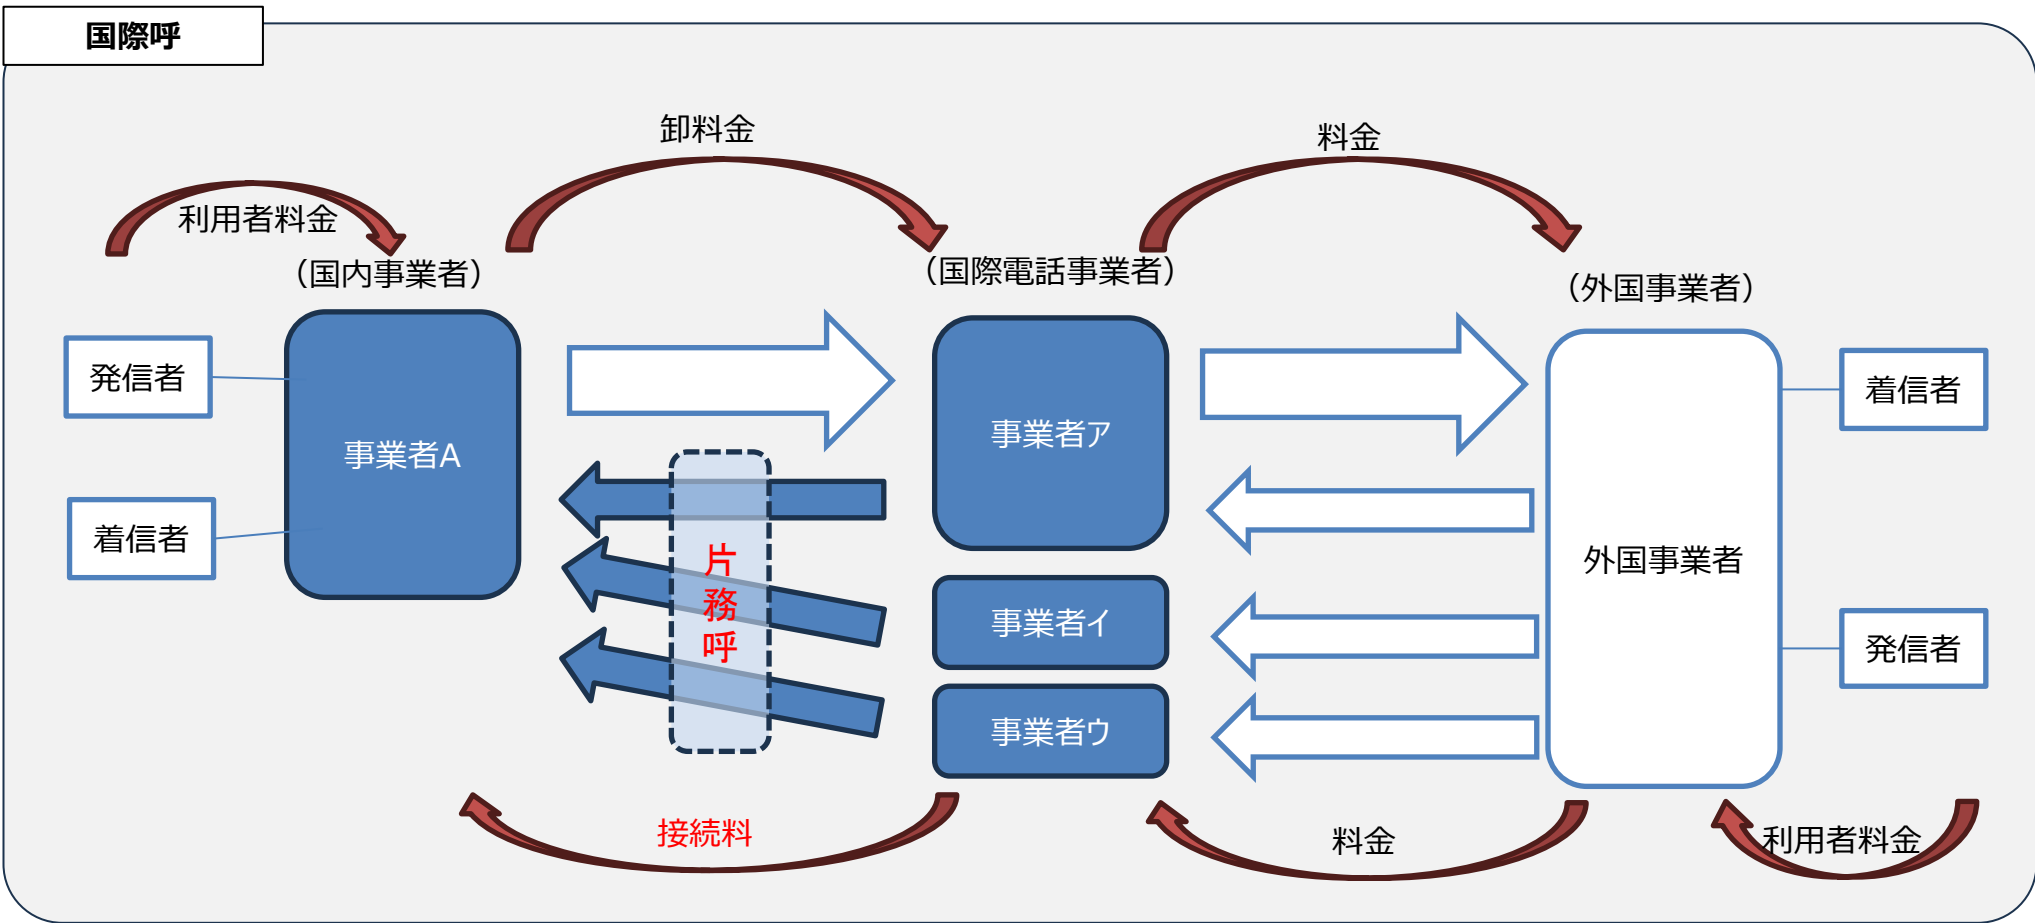 国際呼
卸料金
料金
利用者料金
（国内事業者）
（国際電話事業者）
（外国事業者）
発信者
着信者
事業者A
事業者ア
着信者
着信者
片
務
呼
外国事業者
事業者イ
発信者
事業者ウ
接続料
料金
利用者料金